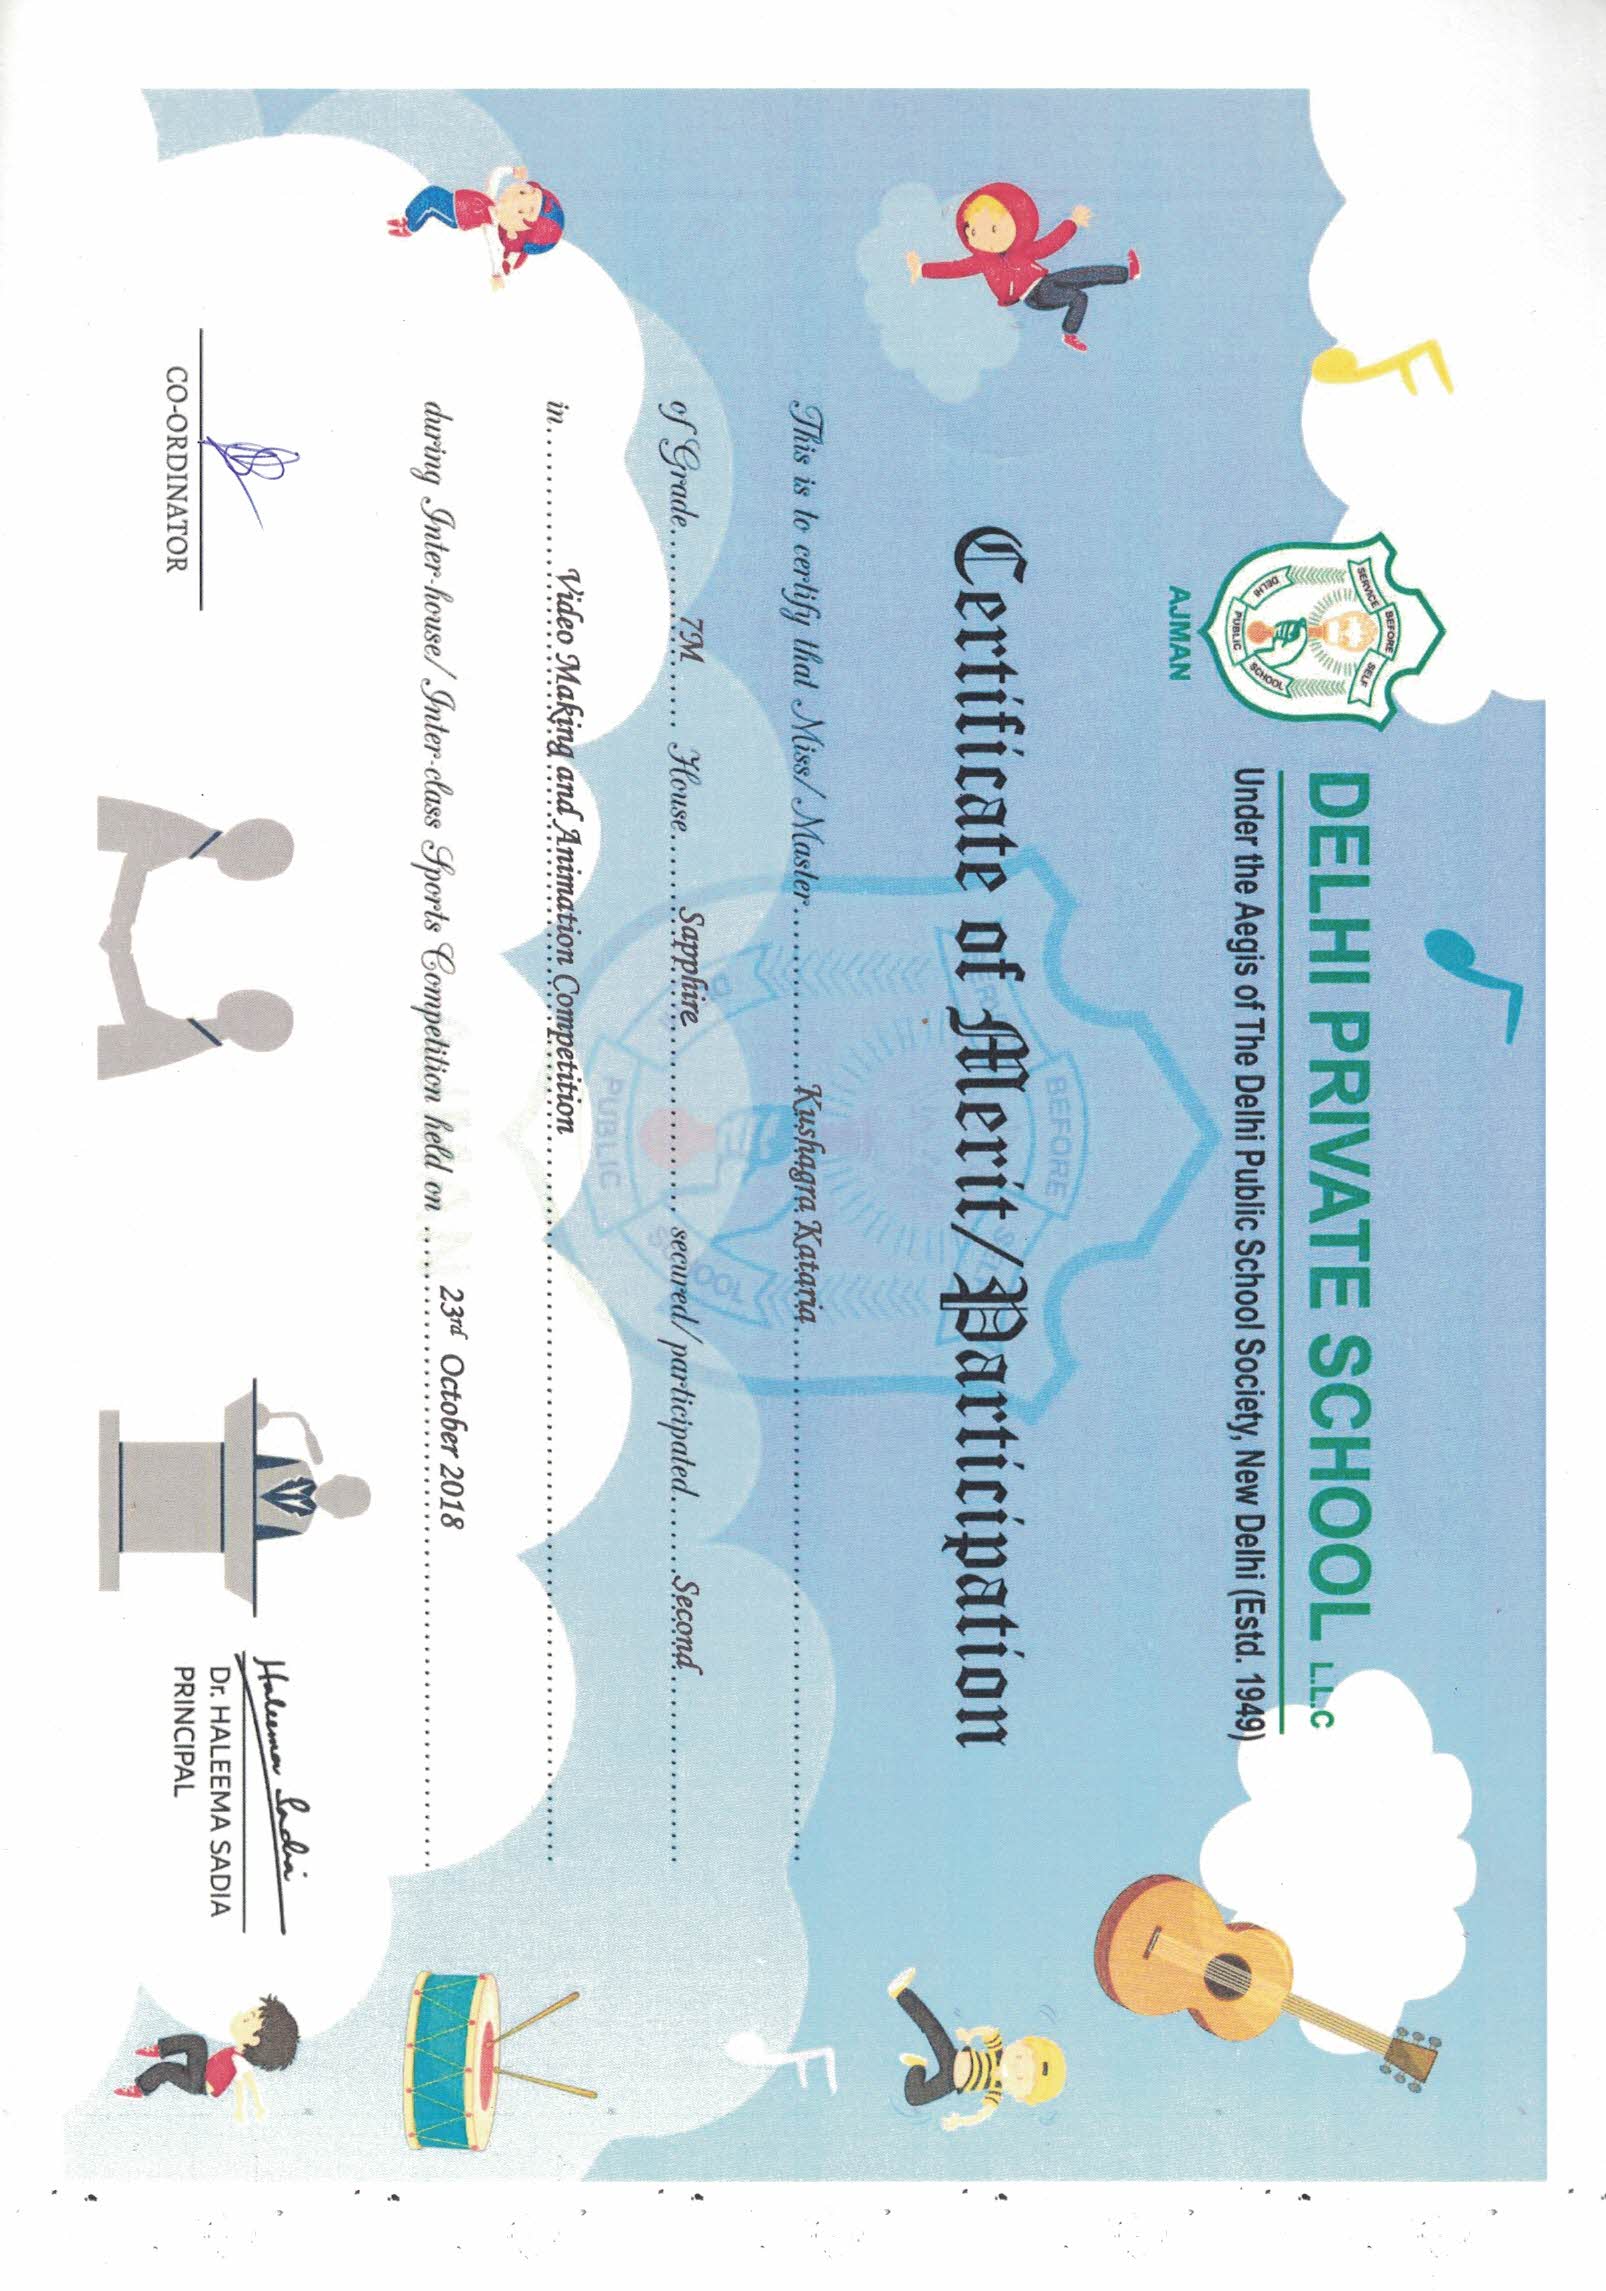 BEFORE
SERVICE SELF
DELHI PUBLIC SCHOOL
AJMAN
DELHI PRIVATE SCHOOL L.L.C
Under the Aegis of The Delhi Public School Society, New Delhi (Estd. 1949)
BEFORE
Certificate of Merit/Participation
This is to certify that Miss/Master..............Kushagra Kataria..............
of Grade.......7M....... House.......Sapphire.............. secured/participated.......Second..............
PUBLIC
in............Video Making and Animation Competition..............
during Inter-house/Inter-class Sports Competition held on .....23rd October 2018..............
Haleema Sadia
Dr. HALEEMA SADIA
PRINCIPAL
CO-ORDINATOR